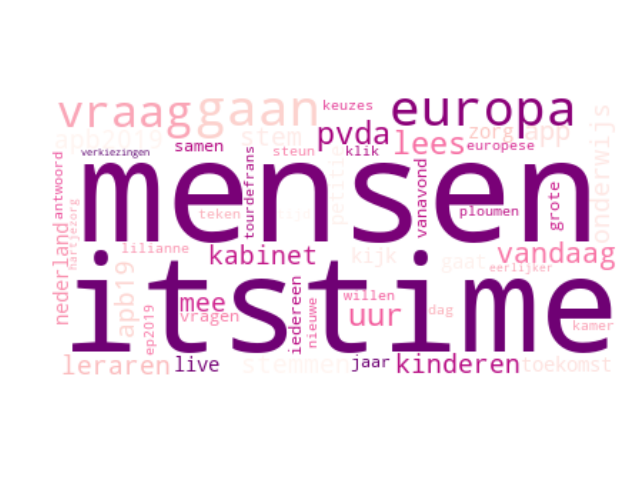 vraag
gaan
keuzes
europa
apb2019
stem
pvda
zorg
app
samen
lees
verkiezingen
steun
klik
europese
onderwijs
antwoord
mensen
tourdefrans
petitie
vanavond
grote
hartjezorg
teken
ploumen
nederland
lilianne
kabinet
kijk
gaat
vandaag
eerlijker
itstime
apb19
ep2019
mee
vragen
iedereen
nieuwe
willen
uur
dag
kamer
leraren
live
stemmen
jaar
kinderen
toekomst